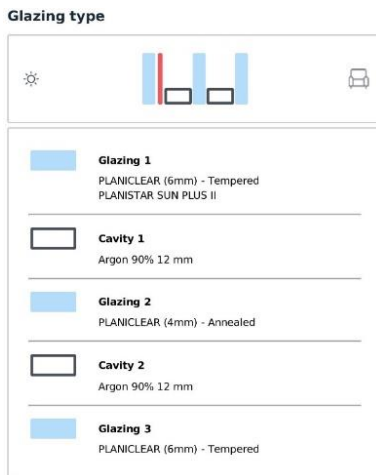 Glazing type
Glazing 1
PLANICLEAR (6mm) - Tempered
PLANISTAR SUN PLUS II
Cavity 1
Argon 90% 12 mm
Glazing 2
PLANICLEAR (4mm) - Annealed
Cavity 2
Argon 90% 12 mm
Glazing 3
PLANICLEAR (6mm) - Tempered